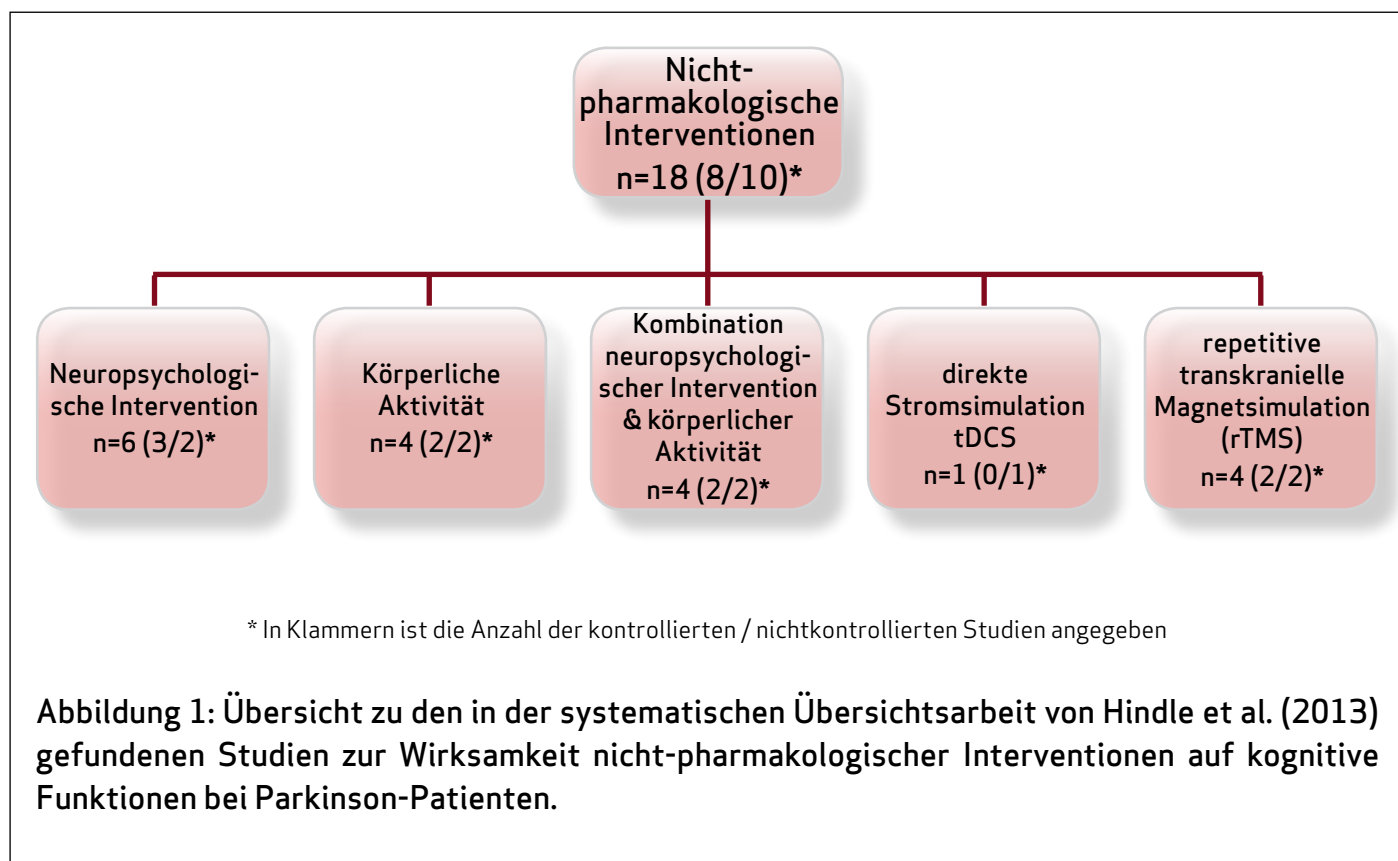 Nicht-
pharmakologische
Interventionen
n=18 (8/10)*
Neuropsychologi-
sche Intervention
n=6 (3/2)*
Körperliche
Aktivität
n=4 (2/2)*
Kombination
neuropsychologi-
scher Intervention
& körperlicher
Aktivität
n=4 (2/2)*
direkte
Stromsimulation
tDCS
n=1 (0/1)*
repetitive
transkranielle
Magnetsimulation
(rTMS)
n=4 (2/2)*
* In Klammern ist die Anzahl der kontrollierten / nichtkontrollierten Studien angegeben
Abbildung 1: Übersicht zu den in der systematischen Übersichtsarbeit von Hindle et al. (2013)
gefundenen Studien zur Wirksamkeit nicht-pharmakologischer Interventionen auf kognitive
Funktionen bei Parkinson-Patienten.